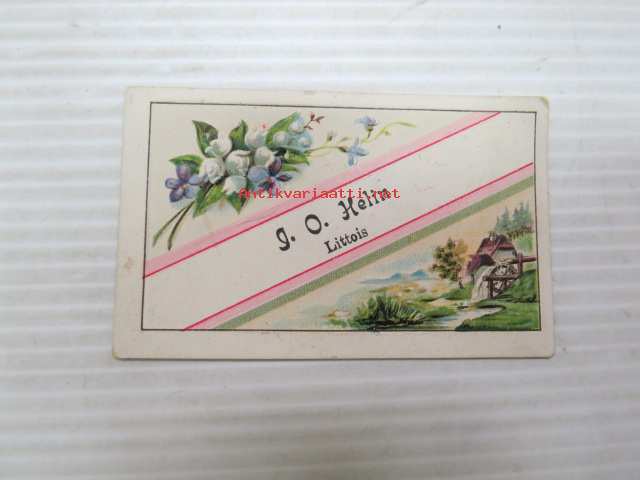 Antikvariaatti.net
J. O. Helin
Littois